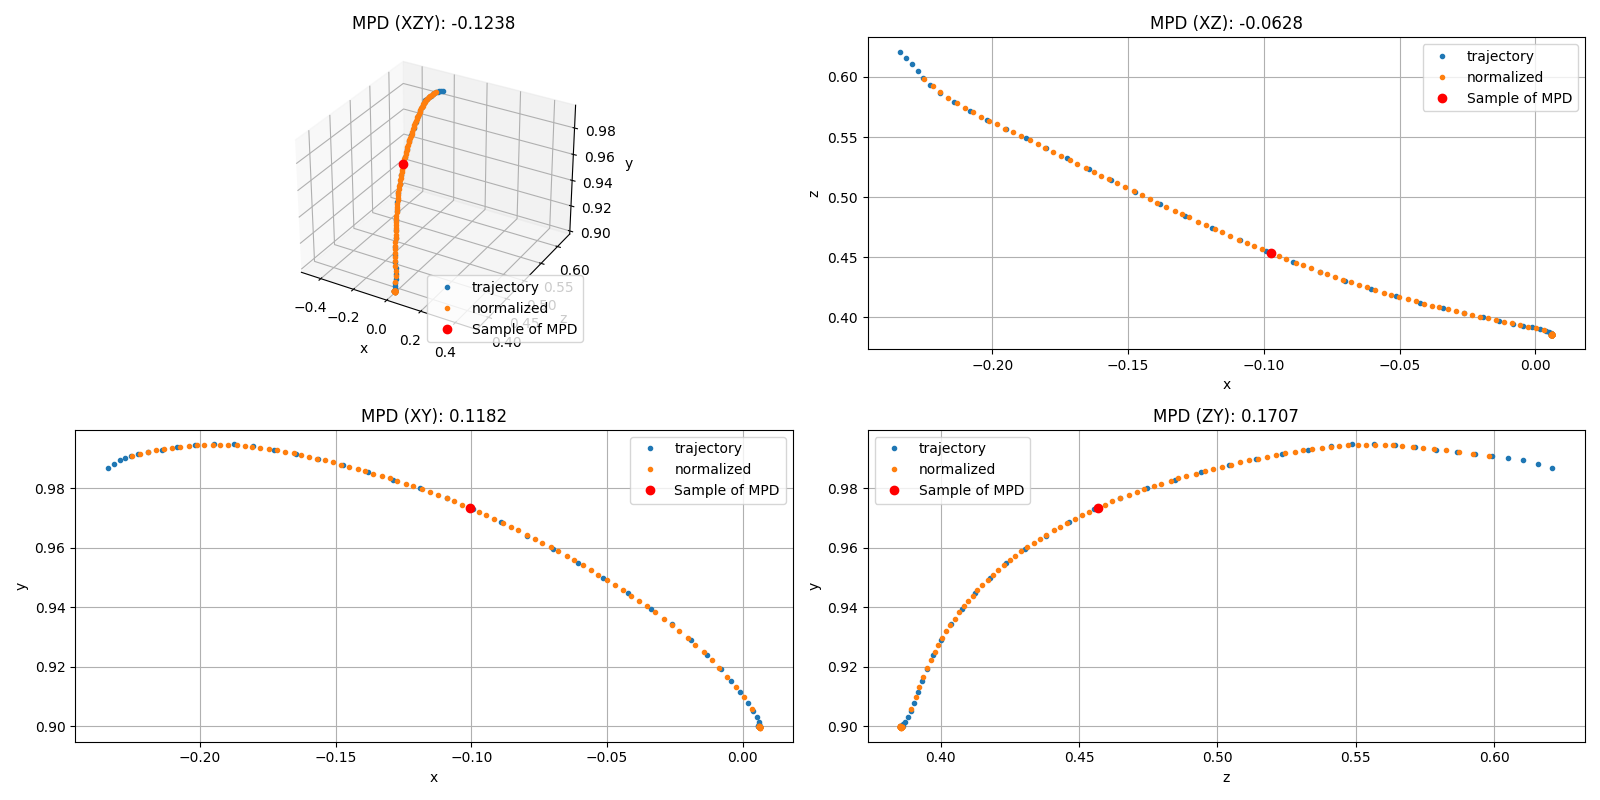 MPD (XZY): -0.1238
0.98
0.96
0.94
0.92
0.90
y
−0.4
−0.2
0.0
0.2
0.4
x
0.60
0.55
0.50
0.45
0.40
z
trajectory
normalized
Sample of MPD
MPD (XZ): -0.0628
0.60
0.55
0.50
0.45
0.40
z
−0.20
−0.15
−0.10
−0.05
0.00
x
trajectory
normalized
Sample of MPD
MPD (XY): 0.1182
0.98
0.96
0.94
0.92
0.90
y
−0.20
−0.15
−0.10
−0.05
0.00
x
trajectory
normalized
Sample of MPD
MPD (ZY): 0.1707
0.98
0.96
0.94
0.92
0.90
y
0.40
0.45
0.50
0.55
0.60
z
trajectory
normalized
Sample of MPD